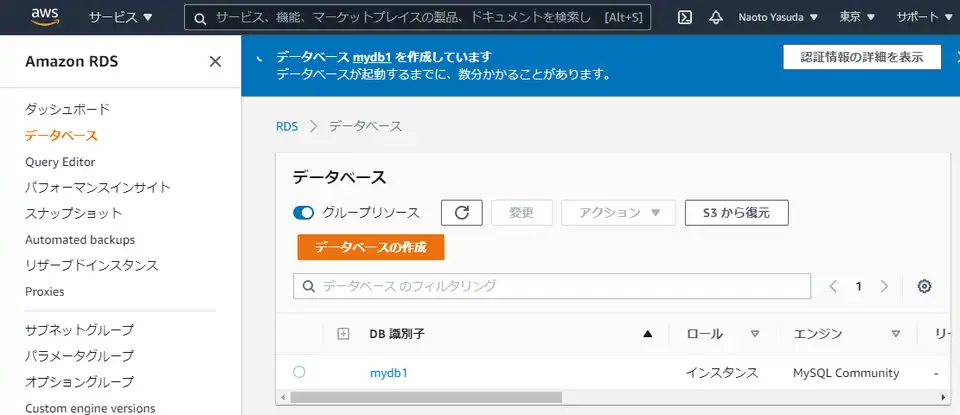 aws サービス ▼ サービス、機能、マーケットプレイスの製品、ドキュメントを検索し [Alt+S] Naoto Yasuda ▼ 東京 ▼ サポート ▼
Amazon RDS
ダッシュボード
データベース
Query Editor
パフォーマンスインサイト
スナップショット
Automated backups
リザーブドインスタンス
Proxies
サブネットグループ
パラメータグループ
オプショングループ
Custom engine versions
データベース mydb1 を作成しています
データベースが起動するまでに、数分かかることがあります。
認証情報の詳細を表示
RDS > データベース
データベース
グループリソース 変更 アクション ▼ S3 から復元
データベースの作成
データベース のフィルタリング < 1 >
DB 識別子 ▲ ロール ▽ エンジン ▽ リー
mydb1 インスタンス MySQL Community -